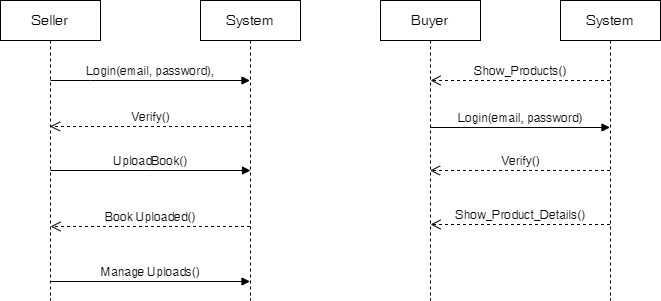 Seller
System
Login(email, password),
Verify()
UploadBook()
Book Uploaded()
Manage Uploads()
Buyer
System
Show_Products()
Login(email, password)
Verify()
Show_Product_Details()